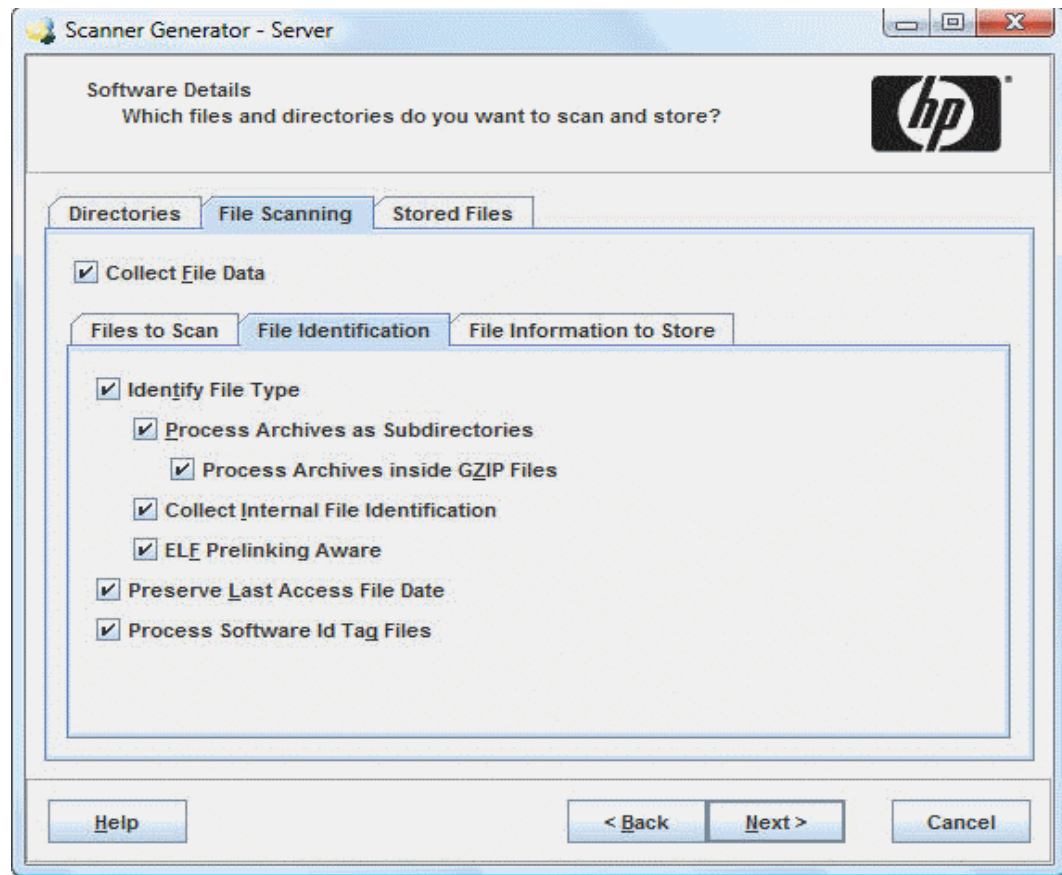 Scanner Generator - Server
Software Details
Which files and directories do you want to scan and store?
hp
Directories File Scanning Stored Files
Collect File Data
Files to Scan File Identification File Information to Store
Identify File Type
Process Archives as Subdirectories
Process Archives inside GZIP Files
Collect Internal File Identification
ELF Prelinking Aware
Preserve Last Access File Date
Process Software Id Tag Files
Help < Back Next > Cancel